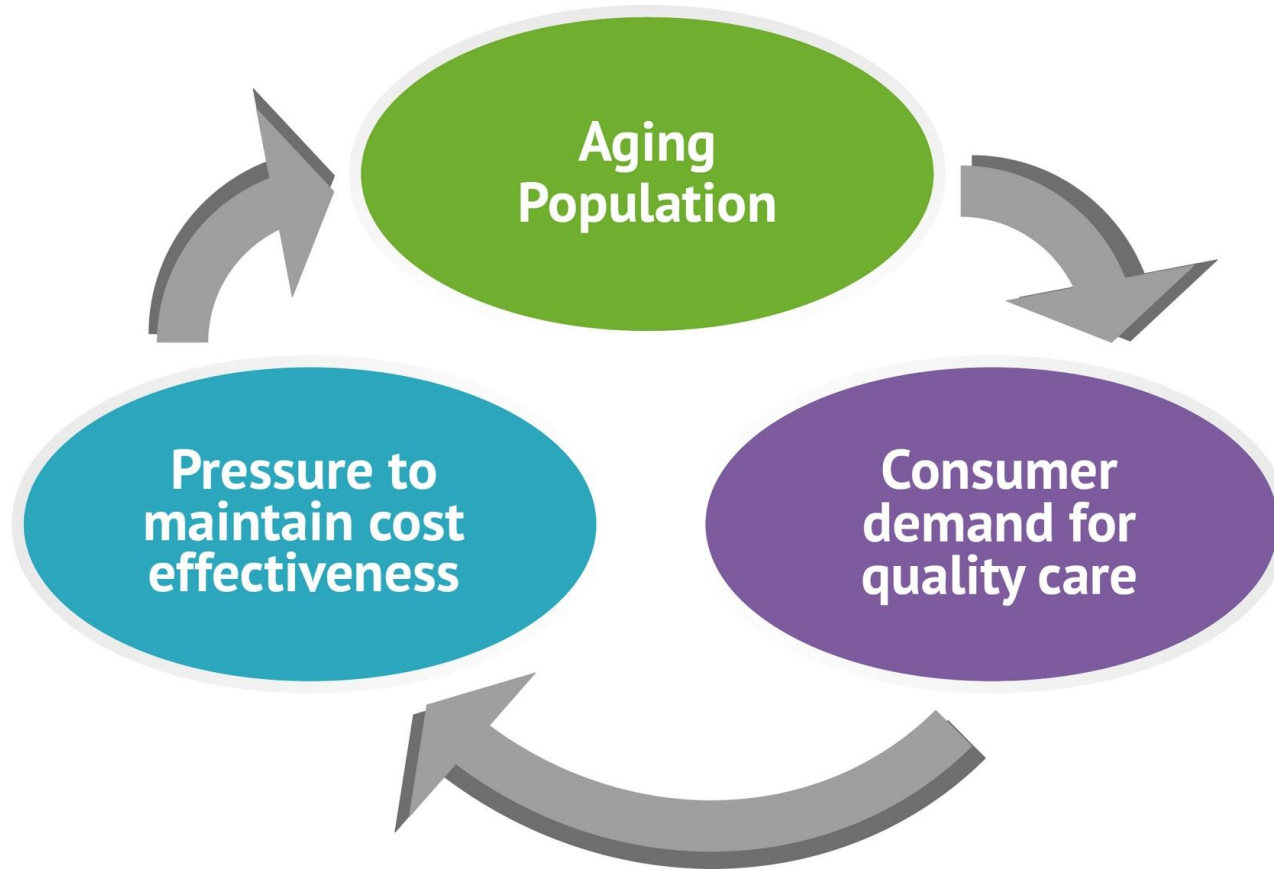 Aging
Population
Pressure to
maintain cost
effectiveness
Consumer
demand for
quality care